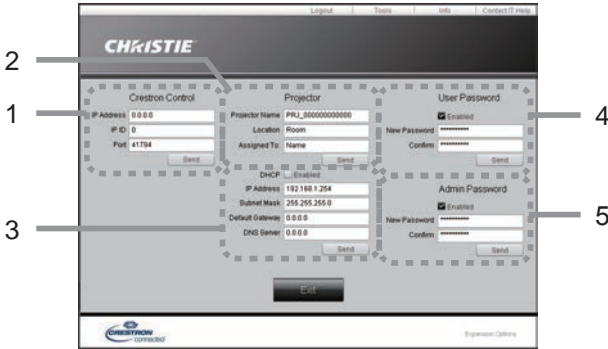 Logout Tools Info Contact IT Help
CHRISTIE
2
1
3
4
5
Crestron Control
IP Address 0.0.0.0
IP ID 0
Port 41794
Send
Projector
Projector Name PRJ_000000000000
Location Room
Assigned To: Name
Send
DHCP Enabled
IP Address 192.168.1.254
Subnet Mask 255.255.255.0
Default Gateway 0.0.0.0
DNS Server 0.0.0.0
Send
User Password
Enabled
New Password ***********
Confirm ***********
Send
Admin Password
Enabled
New Password ***********
Confirm ***********
Send
Exit
CRESTRON
connected
Expansion Options